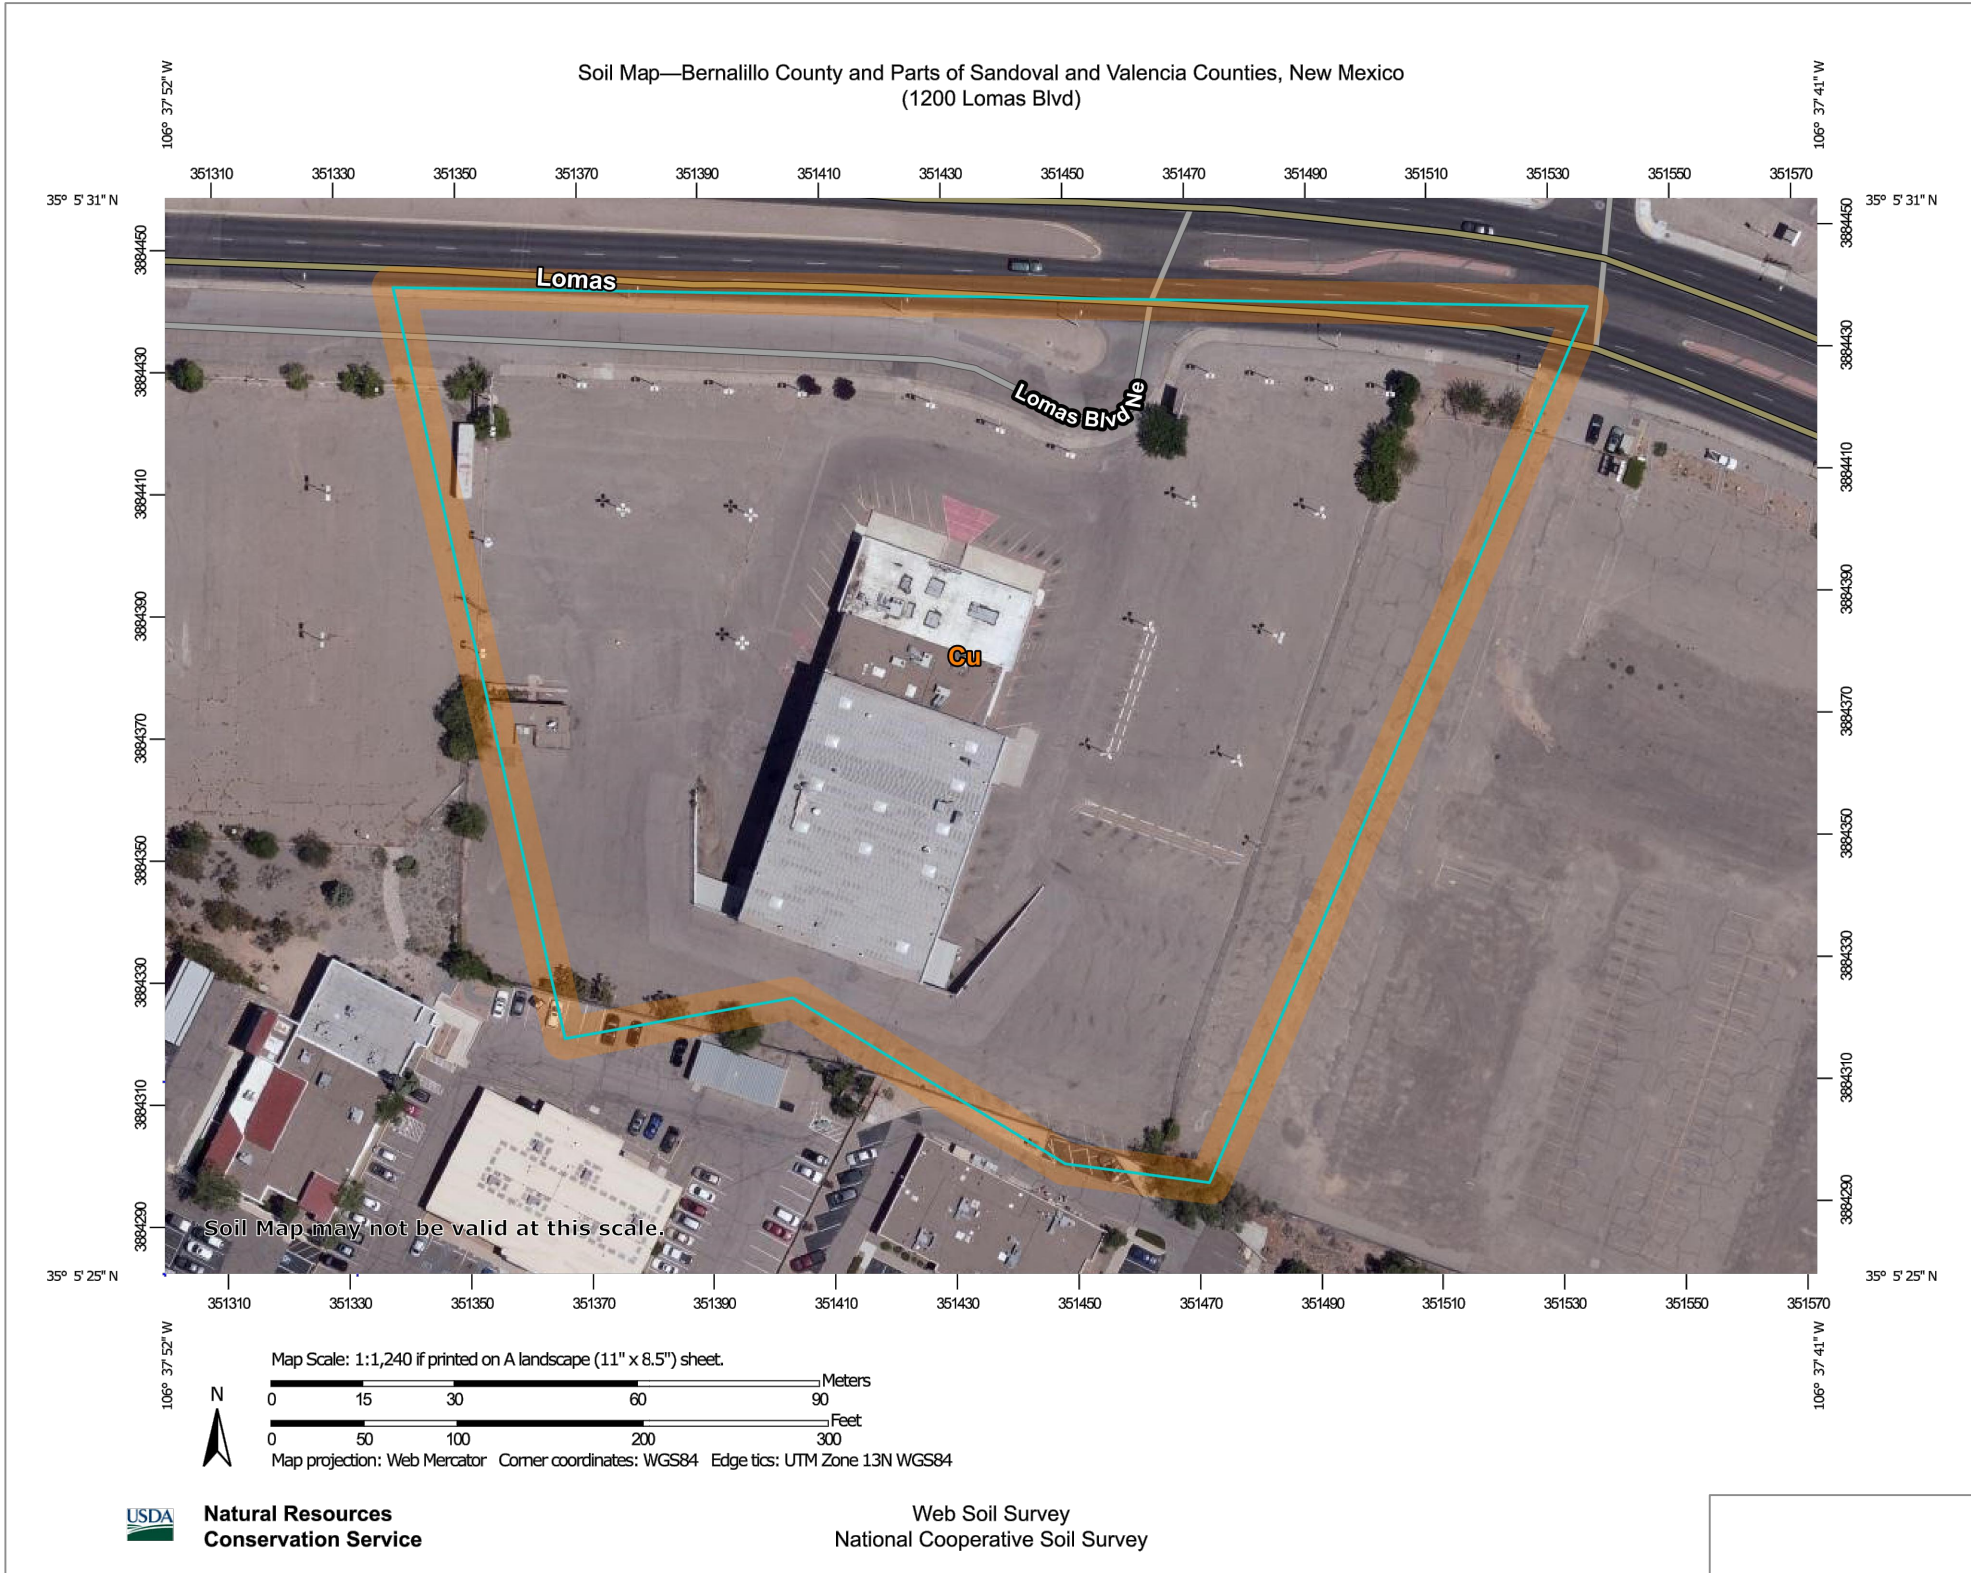 Soil Map—Bernalillo County and Parts of Sandoval and Valencia Counties, New Mexico
(1200 Lomas Blvd)
106° 37' 52'' W
106° 37' 41'' W
351310 351330 351350 351370 351390 351410 351430 351450 351470 351490 351510 351530 351550 351570
35° 5' 31'' N
35° 5' 31'' N
3884450
3884430
3884410
3884390
3884370
3884350
3884330
3884310
3884290
Lomas
Lomas Blvd Ne
Cu
Soil Map may not be valid at this scale.
3884450
3884430
3884410
3884390
3884370
3884350
3884330
3884310
3884290
35° 5' 25'' N
35° 5' 25'' N
351310 351330 351350 351370 351390 351410 351430 351450 351470 351490 351510 351530 351550 351570
106° 37' 52'' W
106° 37' 41'' W
Map Scale: 1:1,240 if printed on A landscape (11" x 8.5") sheet.
Meters
0 15 30 60 90
Feet
0 50 100 200 300
N
Map projection: Web Mercator Corner coordinates: WGS84 Edge tics: UTM Zone 13N WGS84
USDA
Natural Resources
Conservation Service
Web Soil Survey
National Cooperative Soil Survey